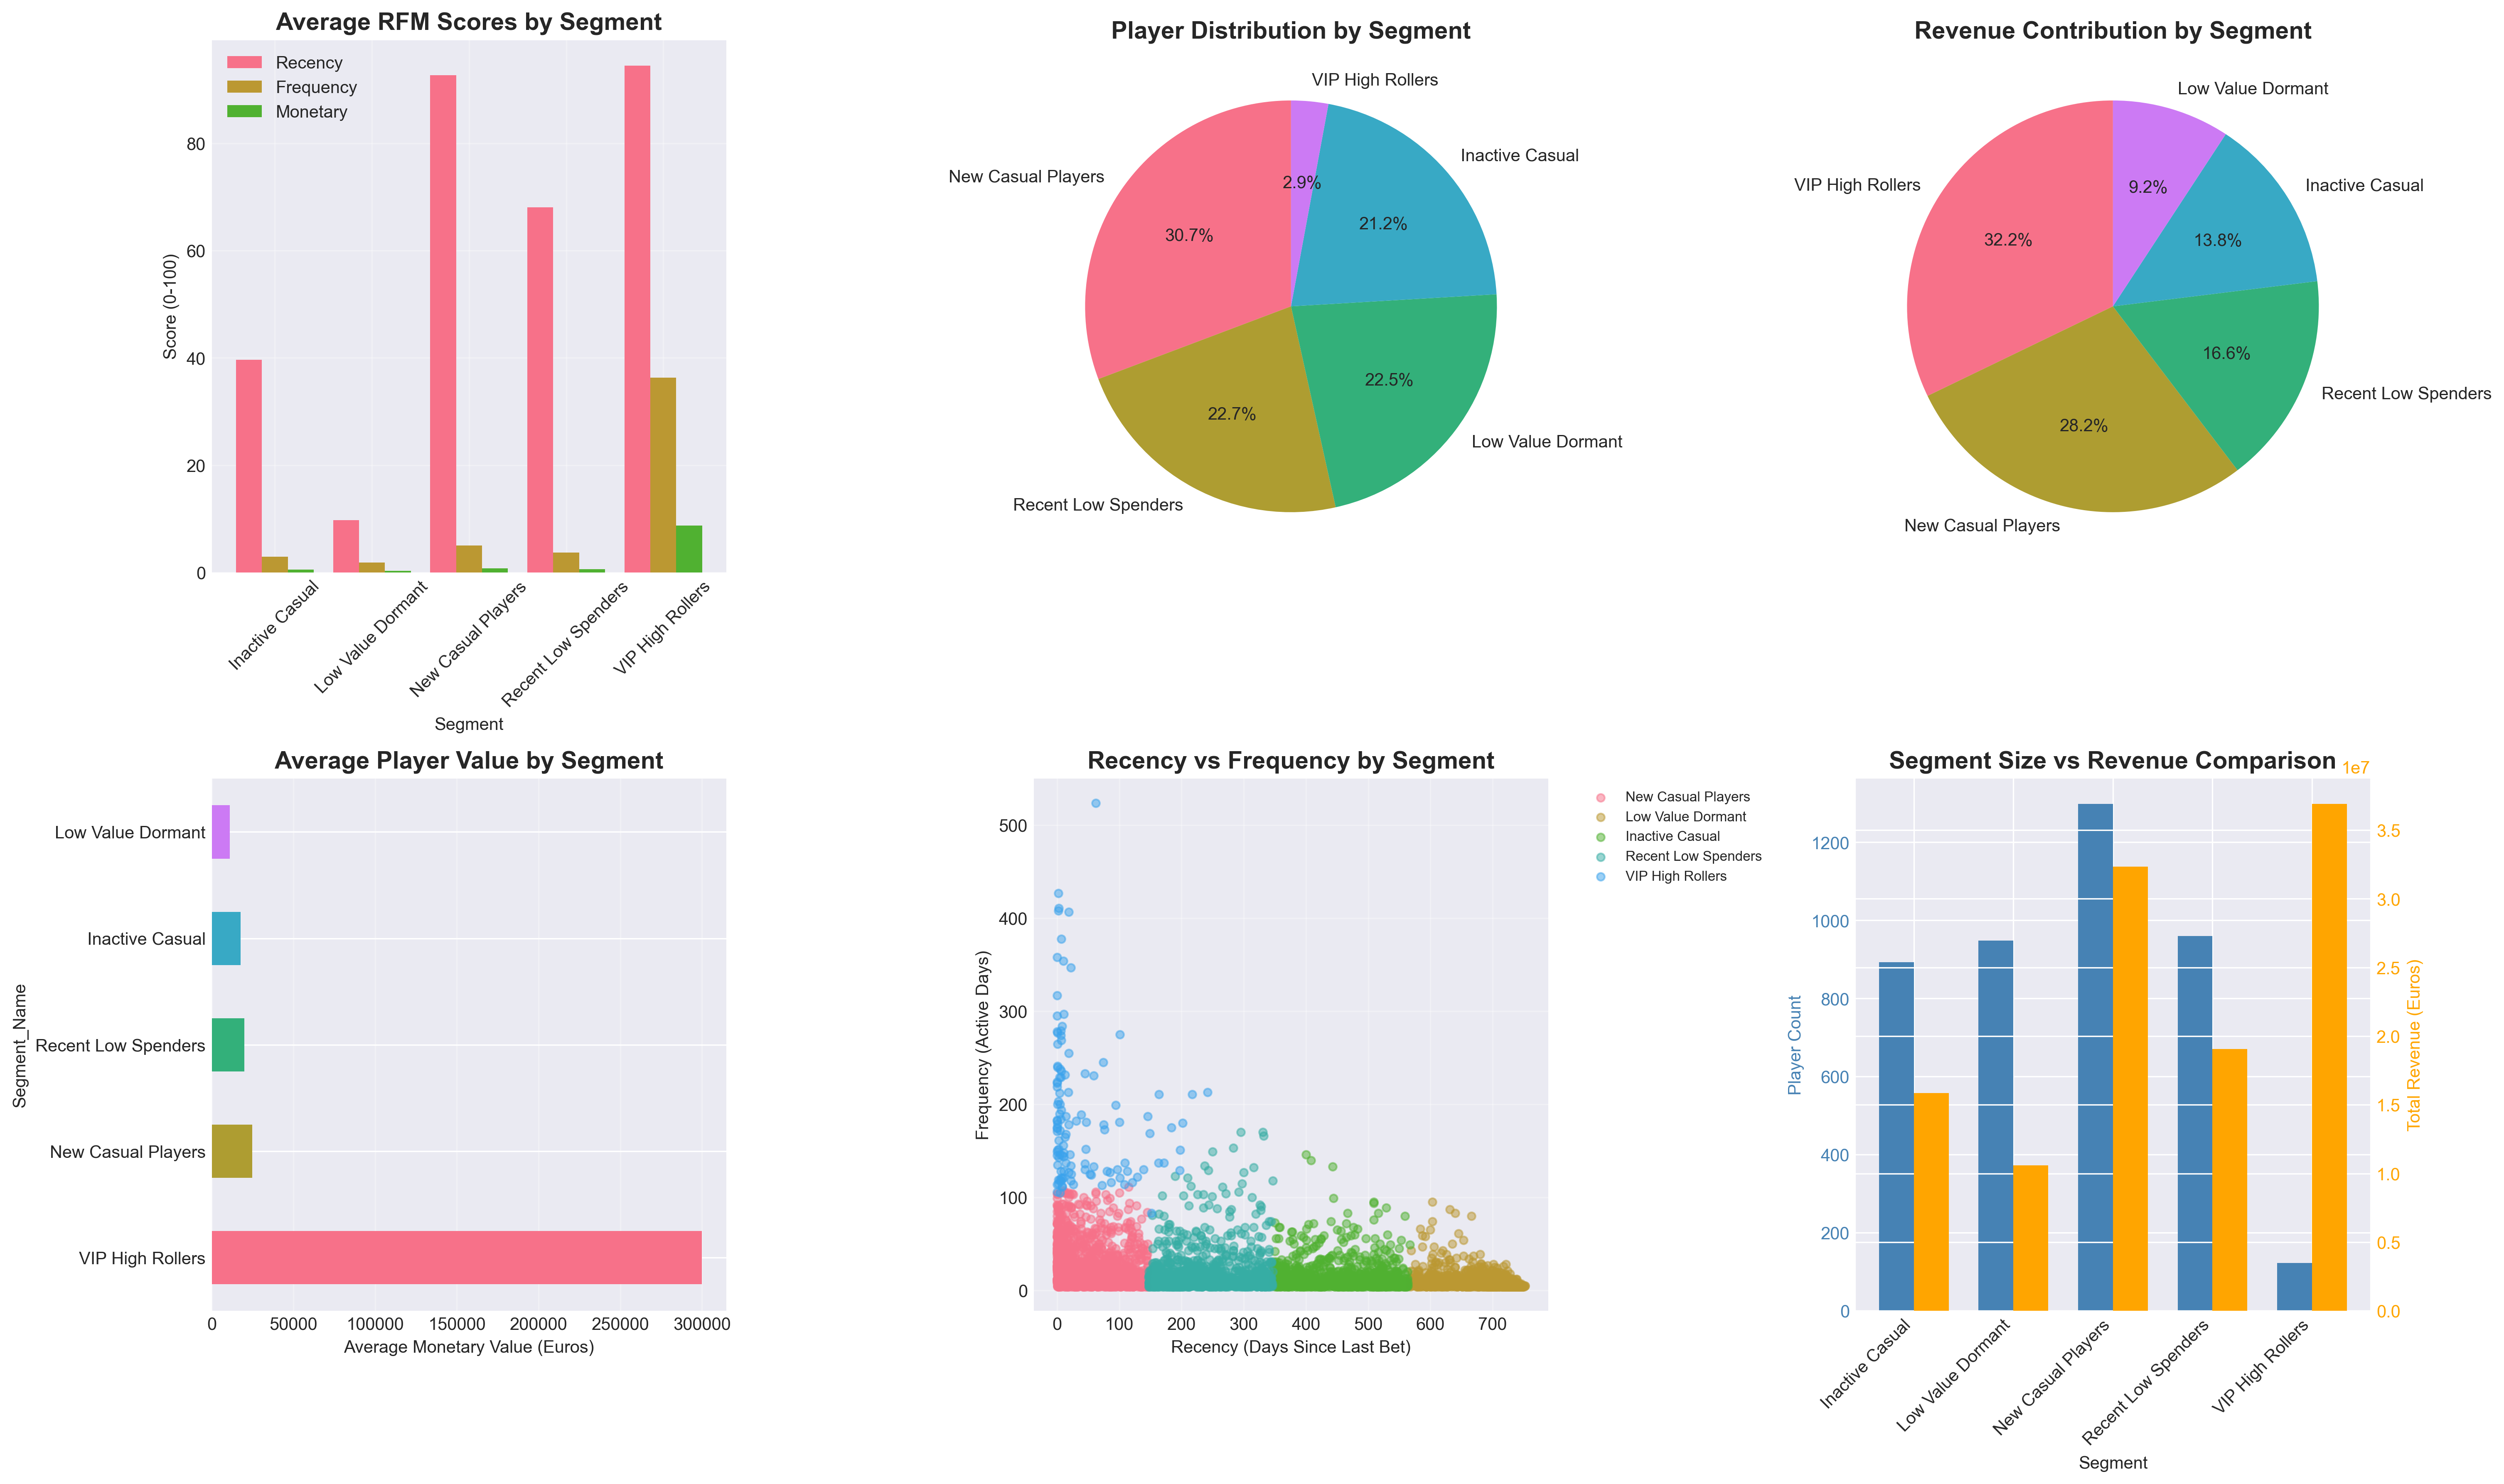 Average RFM Scores by Segment
Recency
Frequency
Monetary
Score (0-100)
80
60
40
20
0
Inactive Casual
Low Value Dormant
New Casual Players
Recent Low Spenders
VIP High Rollers
Segment
Player Distribution by Segment
VIP High Rollers
Inactive Casual
New Casual Players
2.9%
21.2%
30.7%
22.5%
22.7%
Low Value Dormant
Recent Low Spenders
Revenue Contribution by Segment
Low Value Dormant
VIP High Rollers
Inactive Casual
9.2%
13.8%
32.2%
16.6%
Recent Low Spenders
28.2%
New Casual Players
Average Player Value by Segment
Segment_Name
Low Value Dormant
Inactive Casual
Recent Low Spenders
New Casual Players
VIP High Rollers
0 50000 100000 150000 200000 250000 300000
Average Monetary Value (Euros)
Recency vs Frequency by Segment
Frequency (Active Days)
500
400
300
200
100
0
0 100 200 300 400 500 600 700
Recency (Days Since Last Bet)
New Casual Players
Low Value Dormant
Inactive Casual
Recent Low Spenders
VIP High Rollers
Segment Size vs Revenue Comparison
1e7
Player Count
1200
1000
800
600
400
200
0
3.5
3.0
2.5
2.0
1.5
1.0
0.5
0.0
Total Revenue (Euros)
Inactive Casual
Low Value Dormant
New Casual Players
Recent Low Spenders
VIP High Rollers
Segment